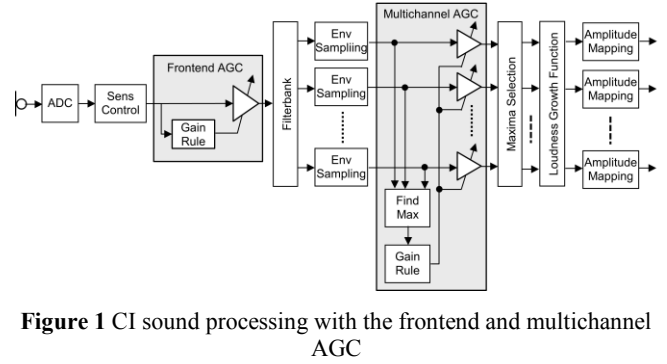 Multichannel AGC
Frontend AGC
ADC
Sens
Control
Gain
Rule
Filterbank
Env
Sampliing
Env
Sampling
Env
Sampling
Find
Max
Gain
Rule
Maxima Selection
Loudness Growth Function
Amplitude
Mapping
Amplitude
Mapping
Amplitude
Mapping
Figure 1 CI sound processing with the frontend and multichannel
AGC